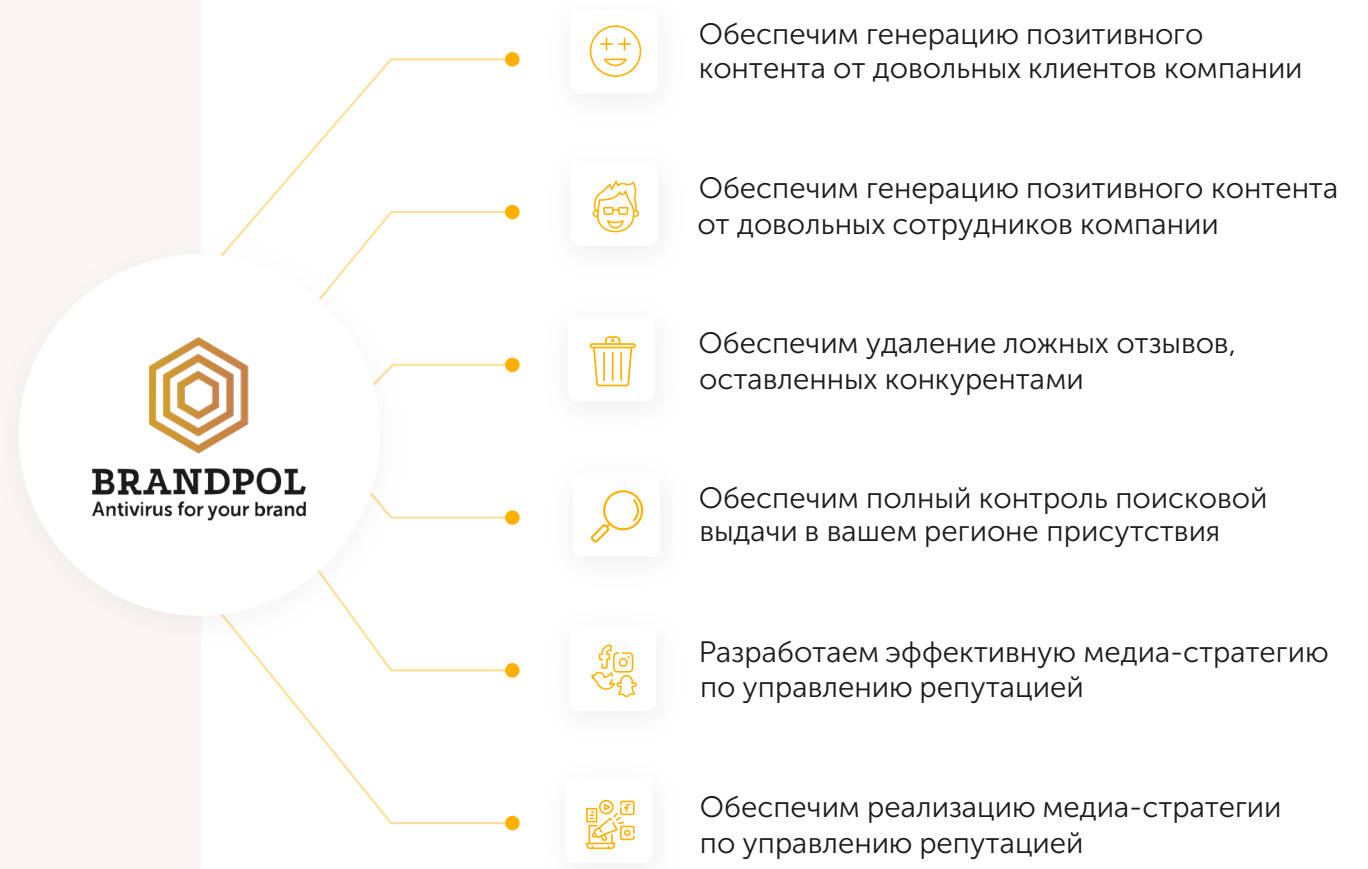 Обеспечим генерацию позитивного
контента от довольных клиентов компании
Обеспечим генерацию позитивного контента
от довольных сотрудников компании
Обеспечим удаление ложных отзывов,
оставленных конкурентами
BRANDPOL
Antivirus for your brand
Обеспечим полный контроль поисковой
выдачи в вашем регионе присутствия
Разработаем эффективную медиа-стратегию
по управлению репутацией
Обеспечим реализацию медиа-стратегии
по управлению репутацией